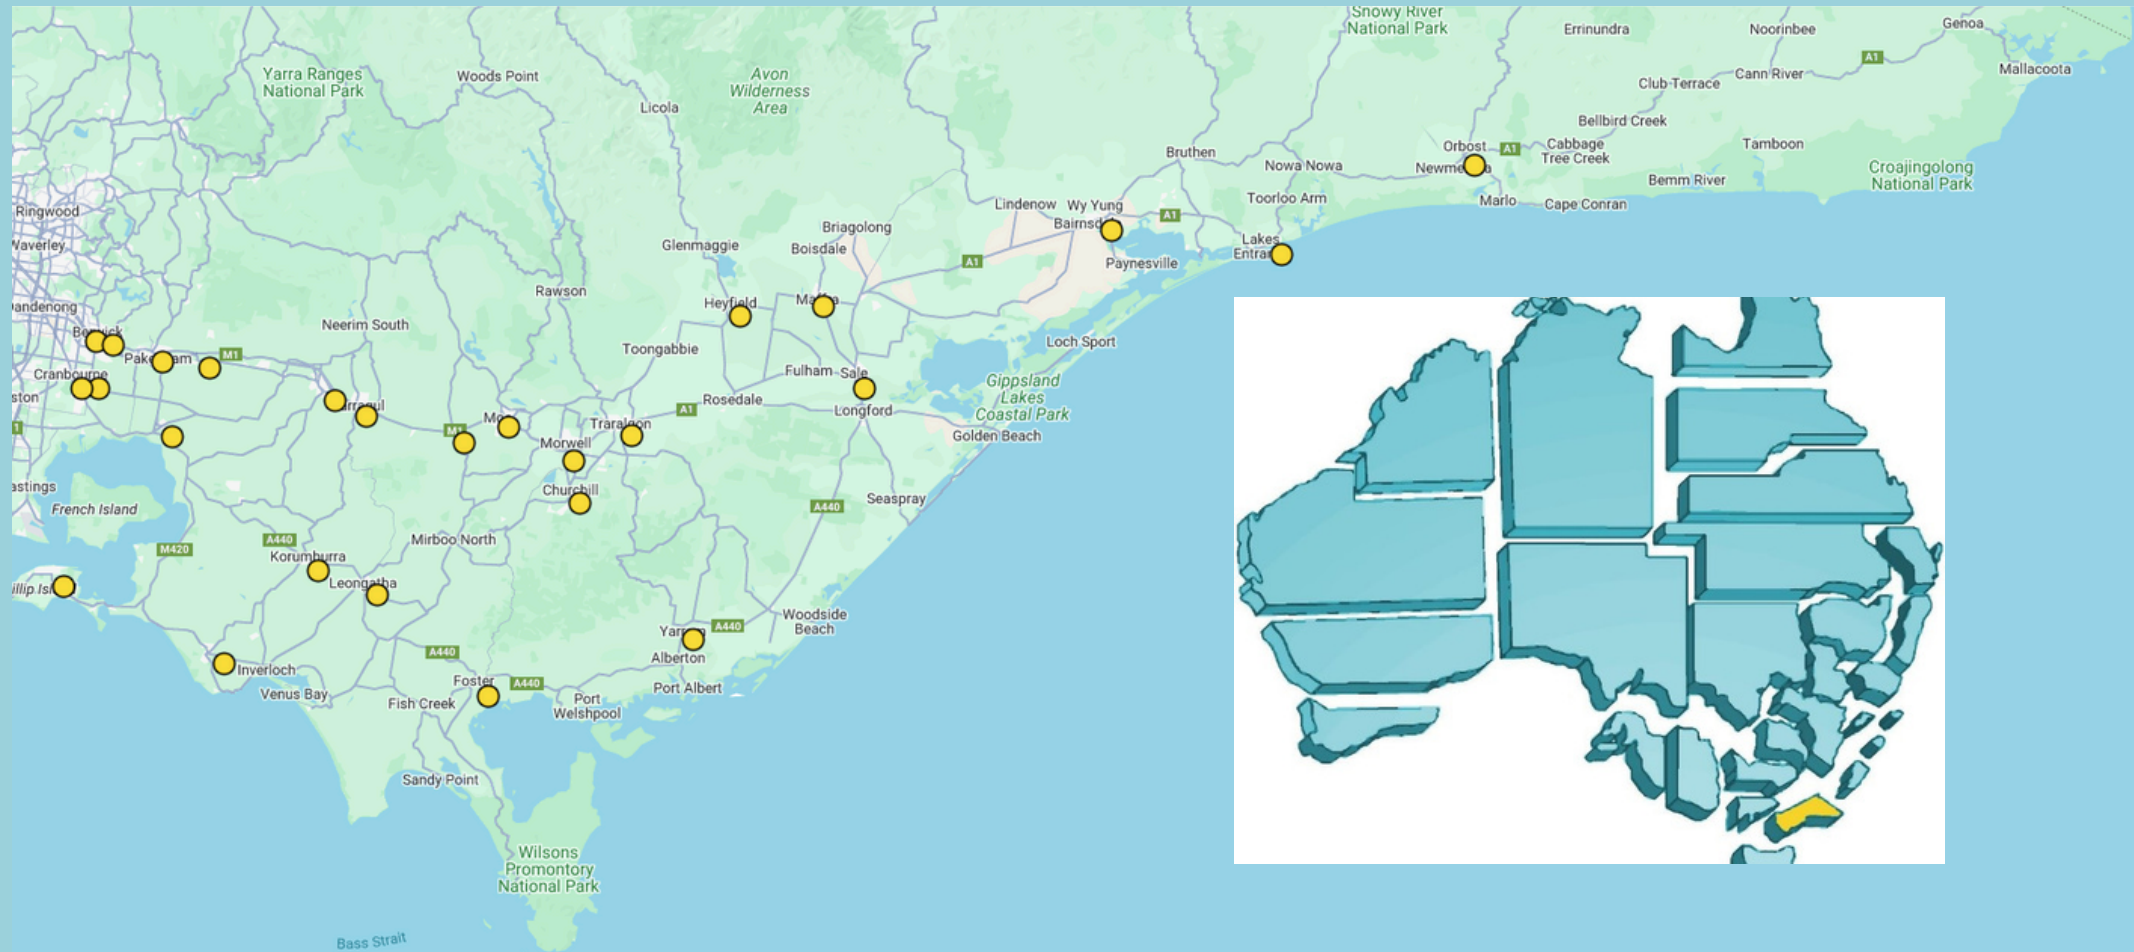 Snowy River
National Park
Errinundra
Noorinbee
Genoa
A1
Mallacoota
Yarra Ranges
National Park
Woods Point
Avon
Wilderness
Area
Licola
Club Terrace
Cann River
Bellbird Creek
Orbost
A1
Cabbage
Tree Creek
Tamboon
Bruthen
Nowa Nowa
Croajingolong
National Park
Bemm River
Toorloo Arm
Marlo
Cape Conran
Ringwood
Lindenow
Wy Yung
A1
Briagolong
Waverley
Glenmaggie
Boisdale
Lakes
A1
Paynesville
Rawson
Heyfield
Neerim South
Toongabbie
Loch Sport
M1
Cranbourne
Fulham
Sale
Gippsland
Lakes
Coastal Park
Rosedale
A1
Longford
Traralgon
Golden Beach
M1
Morwell
Churchill
Seaspray
A440
French Island
A440
M420
Mirboo North
Korumburra
Leongatha
Woodside
Beach
A440
Alberton
A440
Inverloch
Venus Bay
Foster
A440
Fish Creek
Port
Welshpool
Port Albert
Sandy Point
Wilsons
Promontory
National Park
Bass Strait